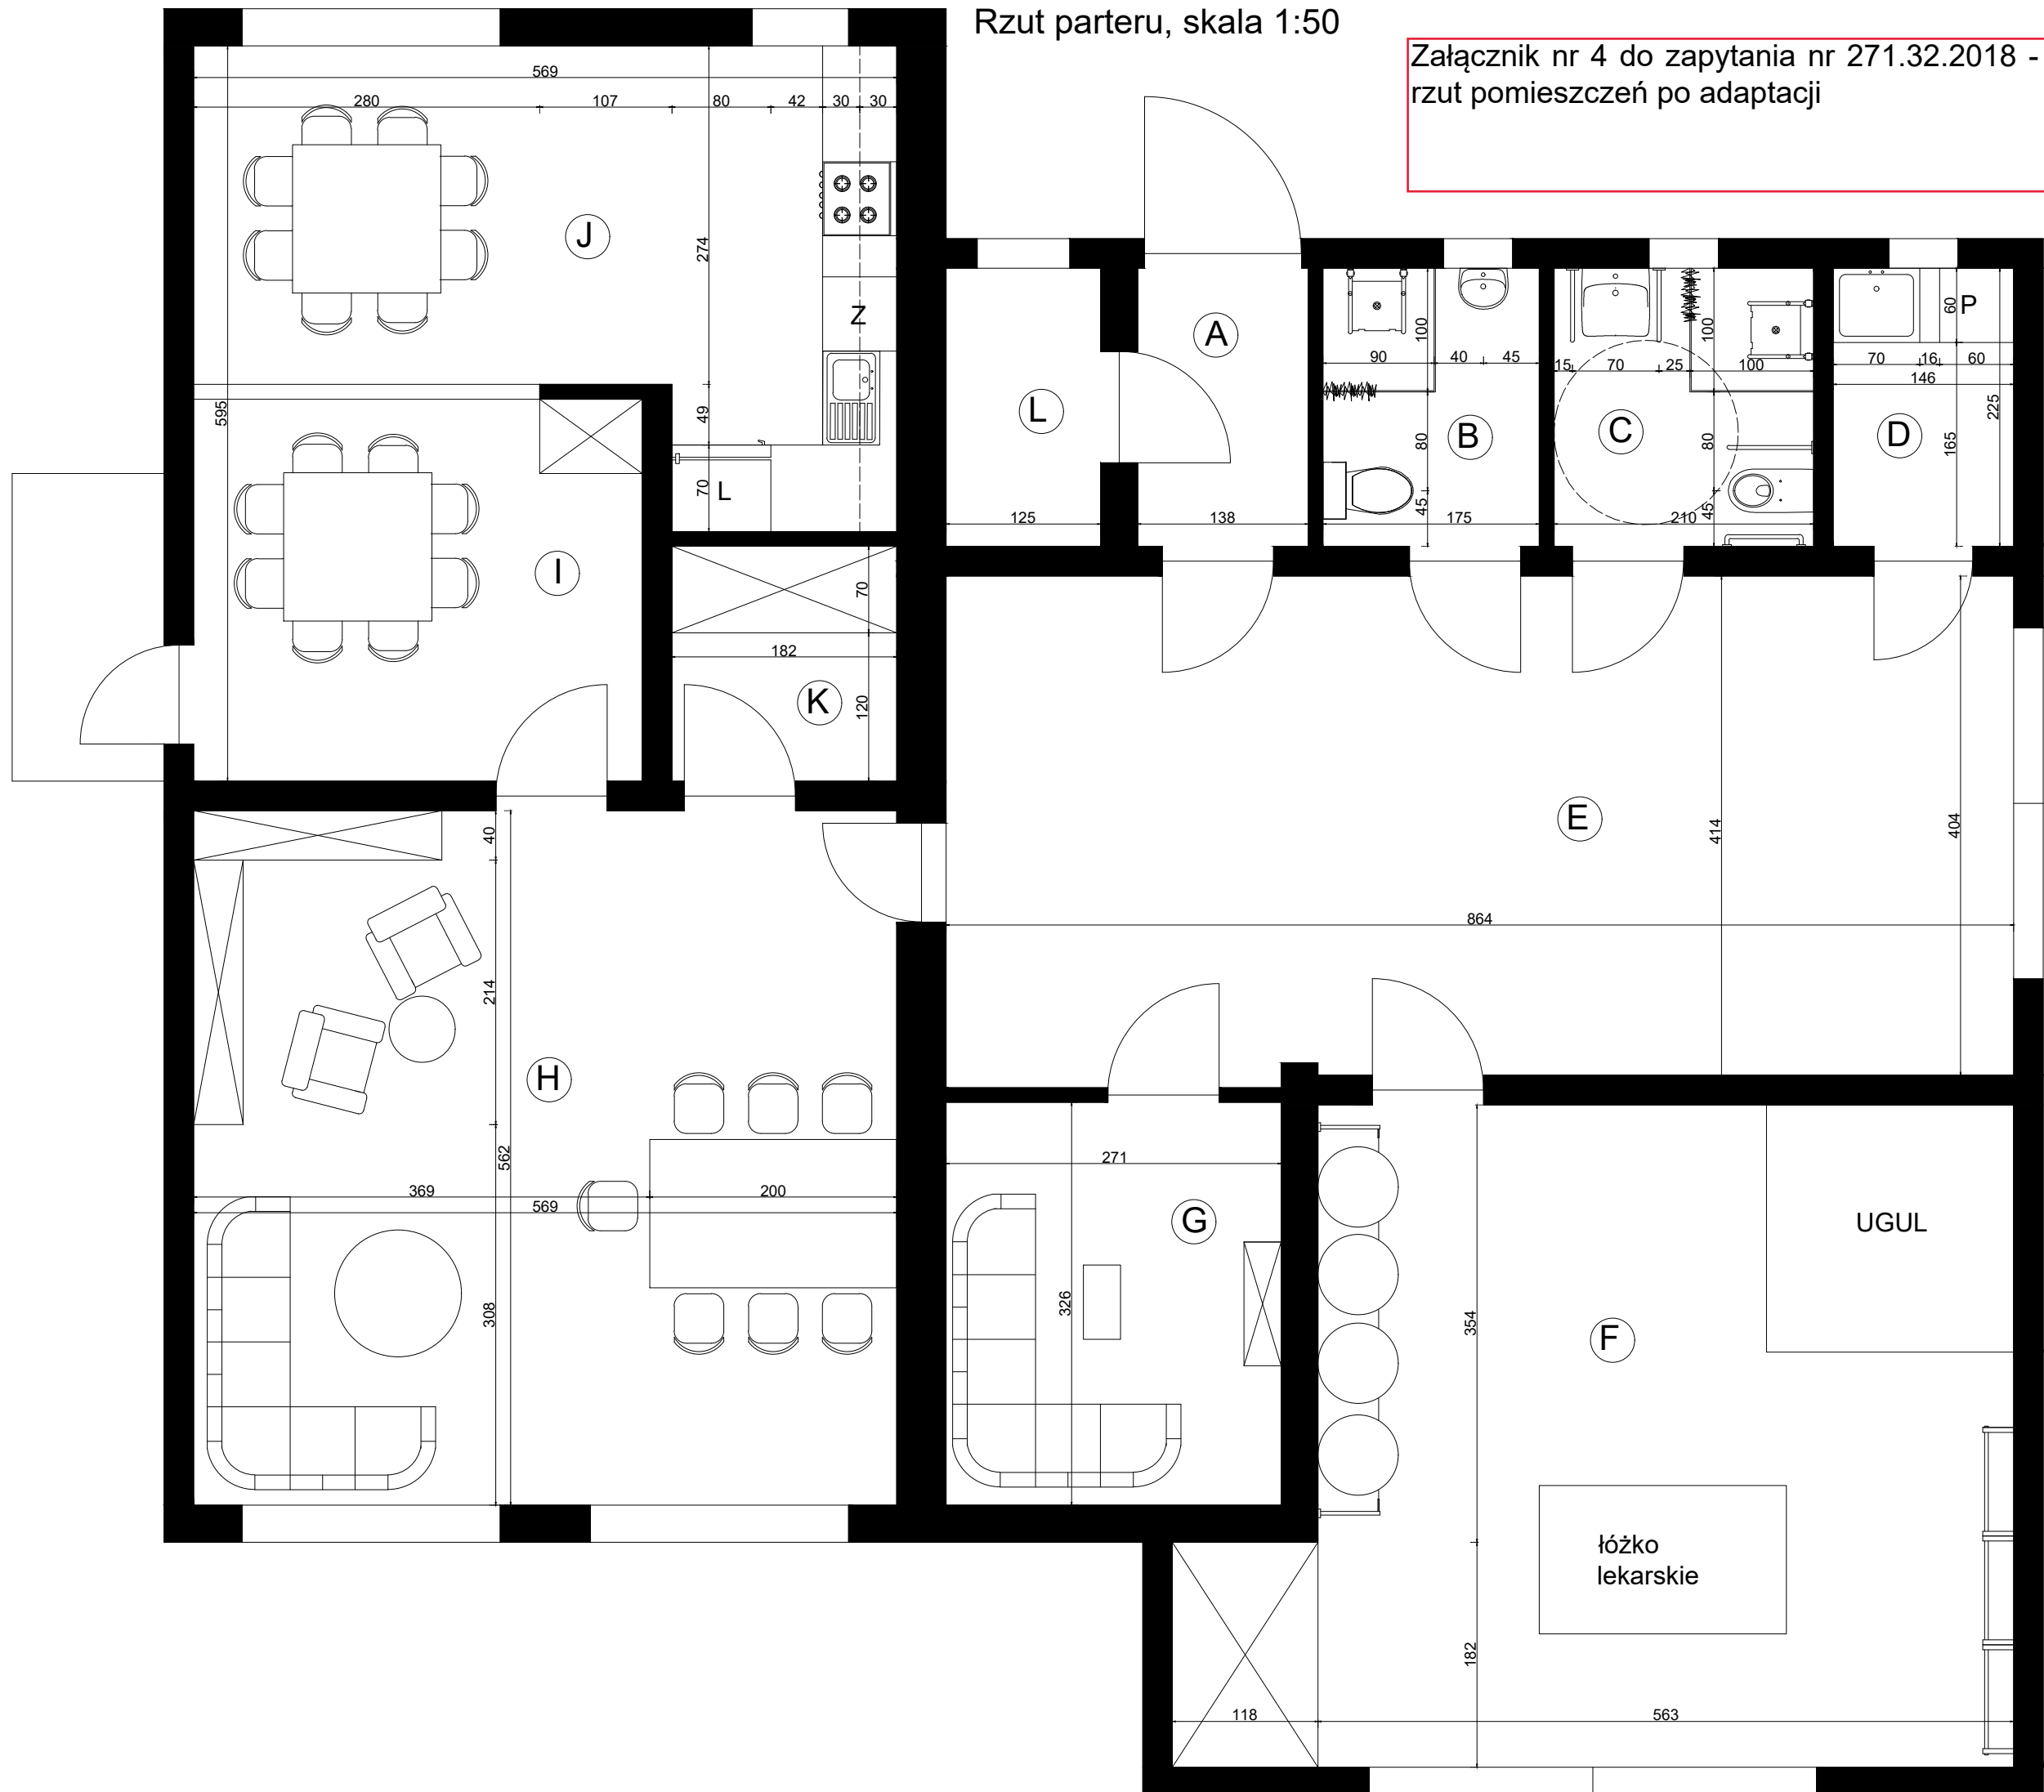 Rzut parteru, skala 1:50
Załącznik nr 4 do zapytania nr 271.32.2018 -
rzut pomieszczeń po adaptacji
569
280 107 80 42 30 30
J
274
Z
49
595
70
L
I
70
182
K
120
L
125
A
138
100
90 40 45
B
80
45
175
100
15 70 25 100
C
80
45
210
60
P
70 16 60
146
225
D
165
E
414
404
864
40
214
H
562
369 200
569
308
271
G
326
UGUL
F
354
łóżko
lekarskie
182
118 563